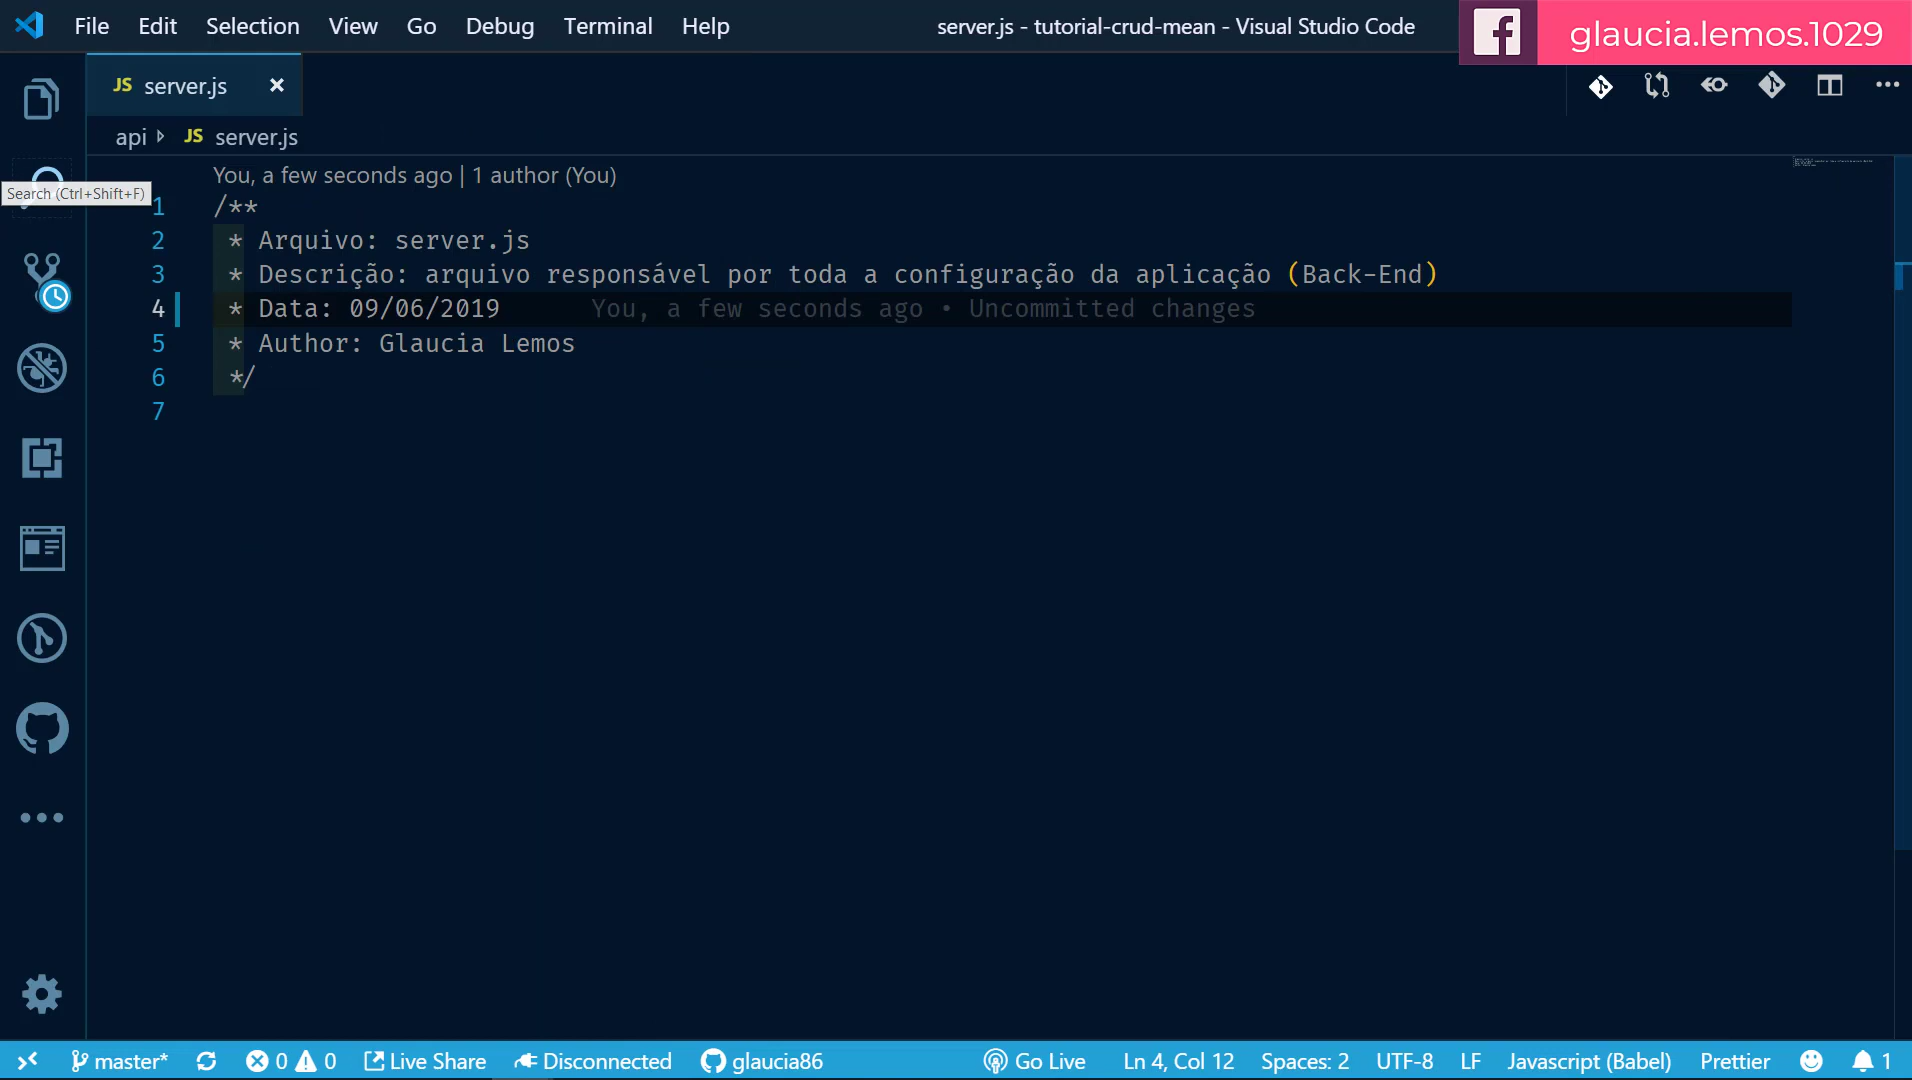 File Edit Selection View Go Debug Terminal Help server.js - tutorial-crud-mean - Visual Studio Code
glaucia.lemos.1029
JS server.js
api JS server.js
You, a few seconds ago | 1 author (You)
Search (Ctrl+Shift+F)
1 /**
2 * Arquivo: server.js
3 * Descrição: arquivo responsável por toda a configuração da aplicação (Back-End)
4 * Data: 09/06/2019 You, a few seconds ago • Uncommitted changes
5 * Author: Glaucia Lemos
6 */
7
master* 0 0 Live Share Disconnected glaucia86 Go Live Ln 4, Col 12 Spaces: 2 UTF-8 LF Javascript (Babel) Prettier 1